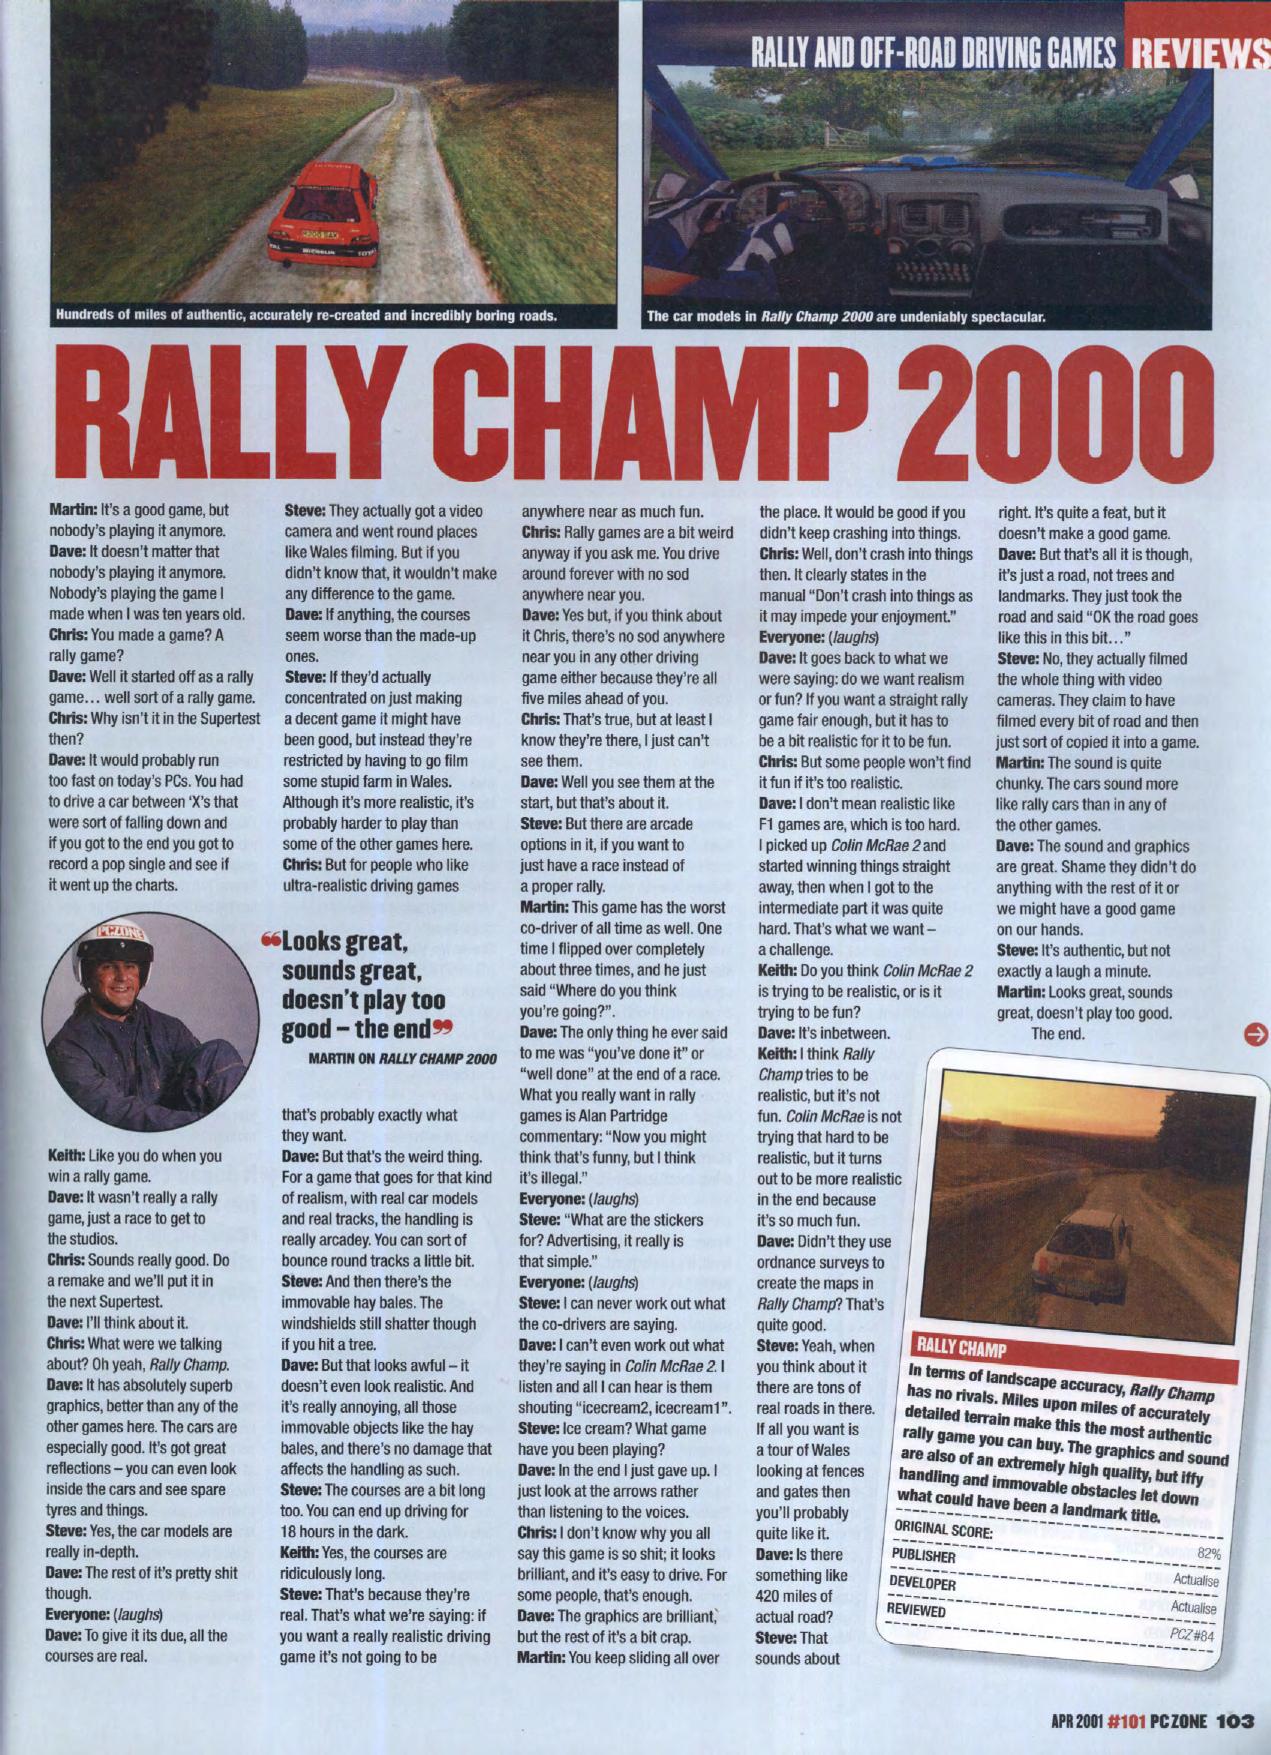 RALLY AND OFF-ROAD DRIVING GAMES REVIEWS
H200 SAX
MICHELIN
TOTAL
Hundreds of miles of authentic, accurately re-created and incredibly boring roads.
The car models in Rally Champ 2000 are undeniably spectacular.
RALLY CHAMP 2000
Martin: It's a good game, but
nobody's playing it anymore.
Dave: It doesn't matter that
nobody's playing it anymore.
Nobody's playing the game I
made when I was ten years old.
Chris: You made a game? A
rally game?
Dave: Well it started off as a rally
game... well sort of a rally game.
Chris: Why isn't it in the Supertest
then?
Dave: It would probably run
too fast on today's PCs. You had
to drive a car between 'X's that
were sort of falling down and
if you got to the end you got to
record a pop single and see if
it went up the charts.
PCZONE
Keith: Like you do when you
win a rally game.
Dave: It wasn't really a rally
game, just a race to get to
the studios.
Chris: Sounds really good. Do
a remake and we'll put it in
the next Supertest.
Dave: I'll think about it.
Chris: What were we talking
about? Oh yeah, Rally Champ.
Dave: It has absolutely superb
graphics, better than any of the
other games here. The cars are
especially good. It's got great
reflections – you can even look
inside the cars and see spare
tyres and things.
Steve: Yes, the car models are
really in-depth.
Dave: The rest of it's pretty shit
though.
Everyone: (laughs)
Dave: To give it its due, all the
courses are real.
Steve: They actually got a video
camera and went round places
like Wales filming. But if you
didn't know that, it wouldn't make
any difference to the game.
Dave: If anything, the courses
seem worse than the made-up
ones.
Steve: If they'd actually
concentrated on just making
a decent game it might have
been good, but instead they're
restricted by having to go film
some stupid farm in Wales.
Although it's more realistic, it's
probably harder to play than
some of the other games here.
Chris: But for people who like
ultra-realistic driving games
“Looks great,
sounds great,
doesn't play too
good – the end”
MARTIN ON RALLY CHAMP 2000
that's probably exactly what
they want.
Dave: But that's the weird thing.
For a game that goes for that kind
of realism, with real car models
and real tracks, the handling is
really arcadey. You can sort of
bounce round tracks a little bit.
Steve: And then there's the
immovable hay bales. The
windshields still shatter though
if you hit a tree.
Dave: But that looks awful – it
doesn't even look realistic. And
it's really annoying, all those
immovable objects like the hay
bales, and there's no damage that
affects the handling as such.
Steve: The courses are a bit long
too. You can end up driving for
18 hours in the dark.
Keith: Yes, the courses are
ridiculously long.
Steve: That's because they're
real. That's what we're saying: if
you want a really realistic driving
game it's not going to be
anywhere near as much fun.
Chris: Rally games are a bit weird
anyway if you ask me. You drive
around forever with no sod
anywhere near you.
Dave: Yes but, if you think about
it Chris, there's no sod anywhere
near you in any other driving
game either because they're all
five miles ahead of you.
Chris: That's true, but at least I
know they're there, I just can't
see them.
Dave: Well you see them at the
start, but that's about it.
Steve: But there are arcade
options in it, if you want to
just have a race instead of
a proper rally.
Martin: This game has the worst
co-driver of all time as well. One
time I flipped over completely
about three times, and he just
said “Where do you think
you're going?”.
Dave: The only thing he ever said
to me was “you've done it” or
“well done” at the end of a race.
What you really want in rally
games is Alan Partridge
commentary: “Now you might
think that's funny, but I think
it's illegal.”
Everyone: (laughs)
Steve: “What are the stickers
for? Advertising, it really is
that simple.”
Everyone: (laughs)
Steve: I can never work out what
the co-drivers are saying.
Dave: I can't even work out what
they're saying in Colin McRae 2. I
listen and all I can hear is them
shouting “icecream2, icecream1”.
Steve: Ice cream? What game
have you been playing?
Dave: In the end I just gave up. I
just look at the arrows rather
than listening to the voices.
Chris: I don't know why you all
say this game is so shit; it looks
brilliant, and it's easy to drive. For
some people, that's enough.
Dave: The graphics are brilliant,
but the rest of it's a bit crap.
Martin: You keep sliding all over
the place. It would be good if you
didn't keep crashing into things.
Chris: Well, don't crash into things
then. It clearly states in the
manual “Don't crash into things as
it may impede your enjoyment.”
Everyone: (laughs)
Dave: It goes back to what we
were saying: do we want realism
or fun? If you want a straight rally
game fair enough, but it has to
be a bit realistic for it to be fun.
Chris: But some people won't find
it fun if it's too realistic.
Dave: I don't mean realistic like
F1 games are, which is too hard.
I picked up Colin McRae 2 and
started winning things straight
away, then when I got to the
intermediate part it was quite
hard. That's what we want –
a challenge.
Keith: Do you think Colin McRae 2
is trying to be realistic, or is it
trying to be fun?
Dave: It's inbetween.
Keith: I think Rally
Champ tries to be
realistic, but it's not
fun. Colin McRae is not
trying that hard to be
realistic, but it turns
out to be more realistic
in the end because
it's so much fun.
Dave: Didn't they use
ordnance surveys to
create the maps in
Rally Champ? That's
quite good.
Steve: Yeah, when
you think about it
there are tons of
real roads in there.
If all you want is
a tour of Wales
looking at fences
and gates then
you'll probably
quite like it.
Dave: Is there
something like
420 miles of
actual road?
Steve: That
sounds about
right. It's quite a feat, but it
doesn't make a good game.
Dave: But that's all it is though,
it's just a road, not trees and
landmarks. They just took the
road and said “OK the road goes
like this in this bit...”
Steve: No, they actually filmed
the whole thing with video
cameras. They claim to have
filmed every bit of road and then
just sort of copied it into a game.
Martin: The sound is quite
chunky. The cars sound more
like rally cars than in any of
the other games.
Dave: The sound and graphics
are great. Shame they didn't do
anything with the rest of it or
we might have a good game
on our hands.
Steve: It's authentic, but not
exactly a laugh a minute.
Martin: Looks great, sounds
great, doesn't play too good.
The end.
RALLY CHAMP
In terms of landscape accuracy, Rally Champ
has no rivals. Miles upon miles of accurately
detailed terrain make this the most authentic
rally game you can buy. The graphics and sound
are also of an extremely high quality, but iffy
handling and immovable obstacles let down
what could have been a landmark title.
ORIGINAL SCORE: 82%
PUBLISHER Actualise
DEVELOPER Actualise
REVIEWED PCZ#84
APR 2001 #101 PC ZONE 103